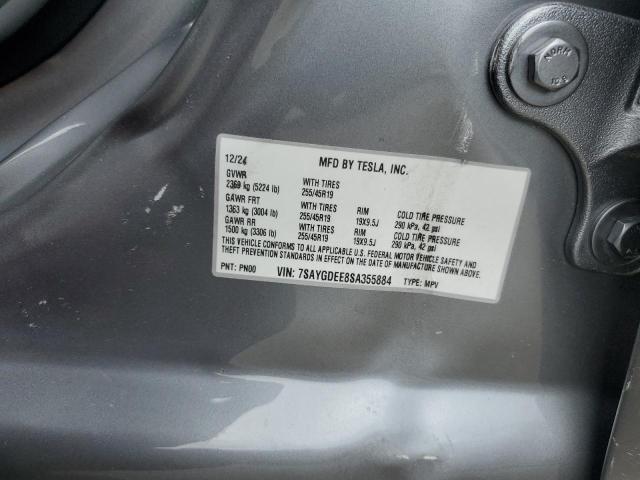 12/24 MFD BY TESLA, INC.
GVWR
2369 kg (5224 lb) WITH TIRES
GAWR FRT 255/45R19
1363 kg (3004 lb) WITH TIRES RIM COLD TIRE PRESSURE
GAWR RR 255/45R19 19X9.5J 290 kPa, 42 psi
1500 kg (3306 lb) WITH TIRES RIM COLD TIRE PRESSURE
255/45R19 19X9.5J 290 kPa, 42 psi
THIS VEHICLE CONFORMS TO ALL APPLICABLE U.S. FEDERAL MOTOR VEHICLE SAFETY AND
THEFT PREVENTION STANDARDS IN EFFECT ON THE DATE OF MANUFACTURE SHOWN ABOVE.
PNT: PN00 VIN: 7SAYGDEE8SA355884 TYPE: MPV
NORM
10.9